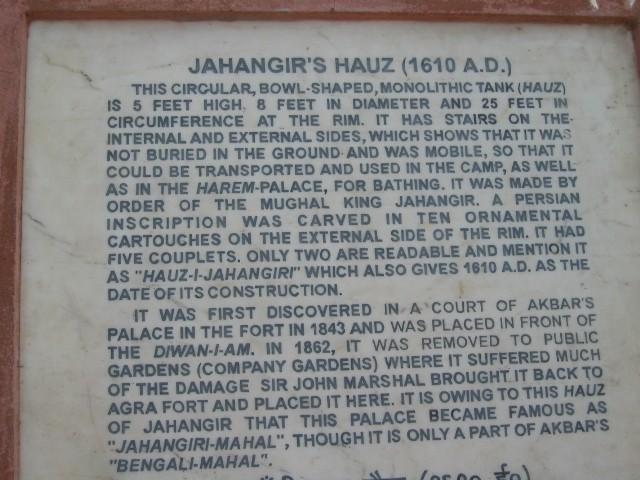 JAHANGIR'S HAUZ (1610 A.D.)
THIS CIRCULAR, BOWL-SHAPED, MONOLITHIC TANK (HAUZ)
IS 5 FEET HIGH, 8 FEET IN DIAMETER AND 25 FEET IN
CIRCUMFERENCE AT THE RIM. IT HAS STAIRS ON THE
INTERNAL AND EXTERNAL SIDES, WHICH SHOWS THAT IT WAS
NOT BURIED IN THE GROUND AND WAS MOBILE, SO THAT IT
COULD BE TRANSPORTED AND USED IN THE CAMP, AS WELL
AS IN THE HAREM-PALACE, FOR BATHING. IT WAS MADE BY
ORDER OF THE MUGHAL KING JAHANGIR. A PERSIAN
INSCRIPTION WAS CARVED IN TEN ORNAMENTAL
CARTOUCHES ON THE EXTERNAL SIDE OF THE RIM. IT HAD
FIVE COUPLETS. ONLY TWO ARE READABLE AND MENTION IT
AS "HAUZ-I-JAHANGIRI" WHICH ALSO GIVES 1610 A.D. AS THE
DATE OF ITS CONSTRUCTION.
IT WAS FIRST DISCOVERED IN A COURT OF AKBAR'S
PALACE IN THE FORT IN 1843 AND WAS PLACED IN FRONT OF
THE DIWAN-I-AM. IN 1862, IT WAS REMOVED TO PUBLIC
GARDENS (COMPANY GARDENS) WHERE IT SUFFERED MUCH
OF THE DAMAGE SIR JOHN MARSHAL BROUGHT IT BACK TO
AGRA FORT AND PLACED IT HERE. IT IS OWING TO THIS HAUZ
OF JAHANGIR THAT THIS PALACE BECAME FAMOUS AS
"JAHANGIRI-MAHAL", THOUGH IT IS ONLY A PART OF AKBAR'S
"BENGALI-MAHAL".